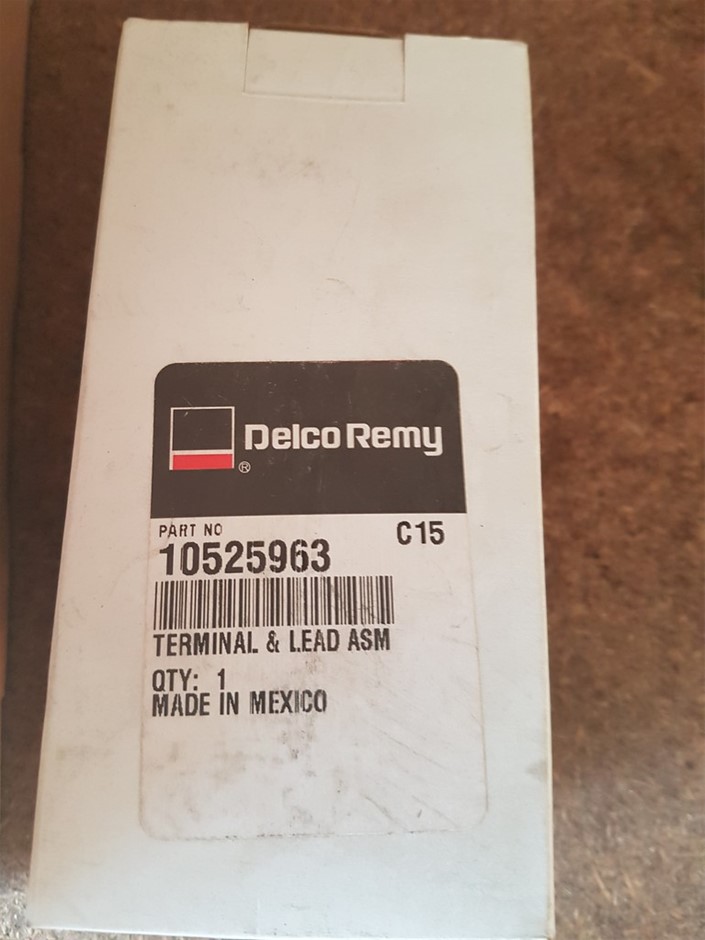 Delco Remy
®
PART NO
C15
10525963
TERMINAL & LEAD ASM
QTY: 1
MADE IN MEXICO